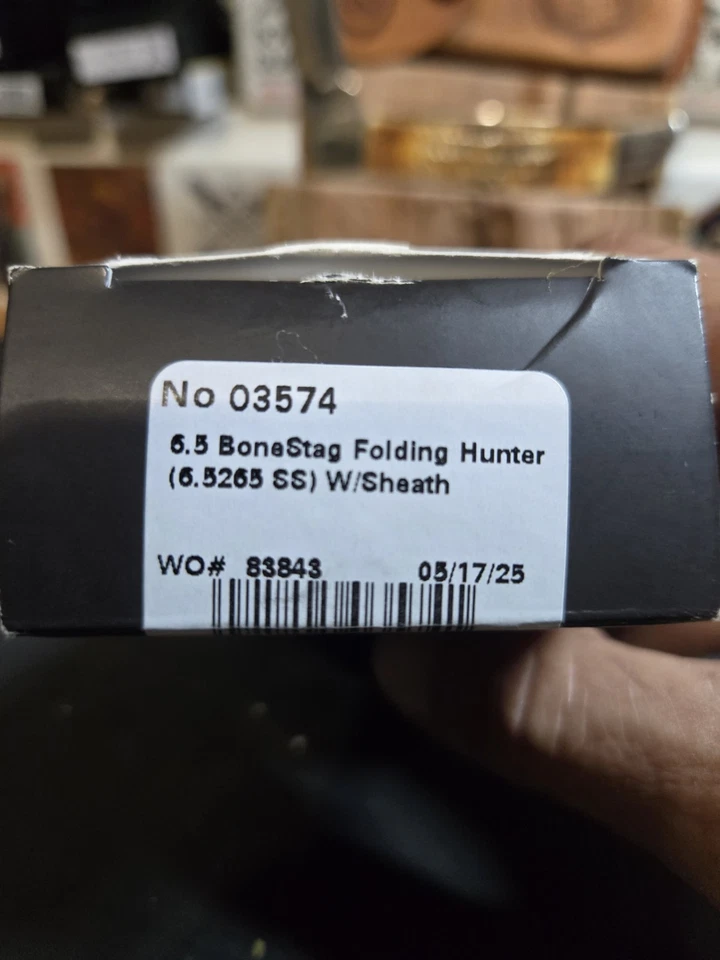 No 03574
6.5 BoneStag Folding Hunter
(6.5265 SS) W/Sheath
WO# 83843 05/17/25